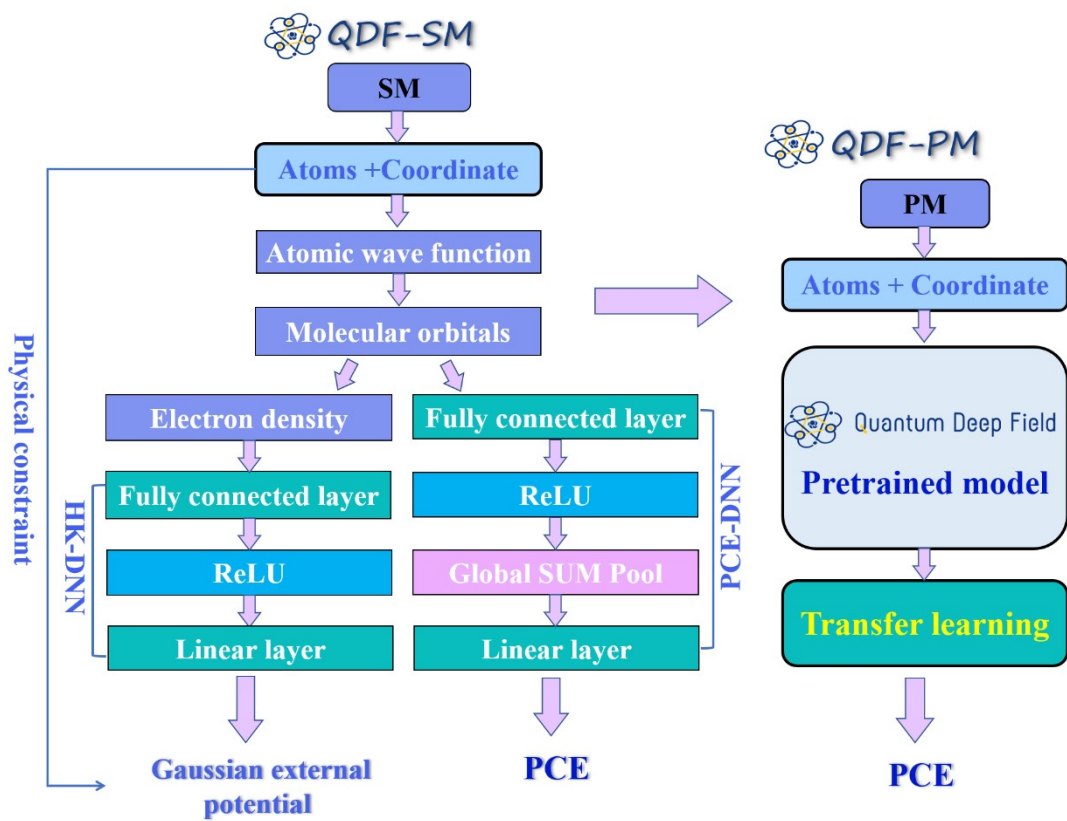 QDF-SM
SM
Atoms +Coordinate
Atomic wave function
Molecular orbitals
Physical constraint
Electron density
Fully connected layer
ReLU
Linear layer
HK-DNN
Gaussian external
potential
Fully connected layer
ReLU
Global SUM Pool
Linear layer
PCE-DNN
PCE
QDF-PM
PM
Atoms + Coordinate
Quantum Deep Field
Pretrained model
Transfer learning
PCE